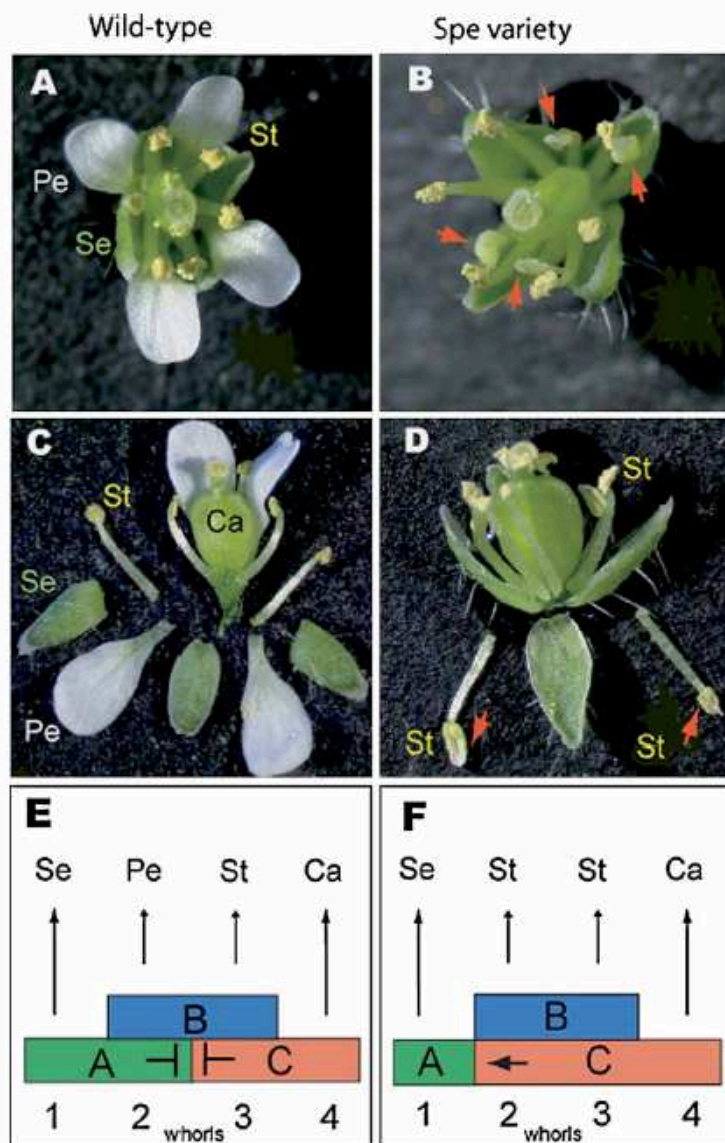 Wild-type Spe variety
A
St
Pe
Se
B
C
St
Ca
Se
Pe
D
St
St
St
E
Se Pe St Ca
B
A C
1 2 whorls 3 4
F
Se St St Ca
B
A C
1 2 whorls 3 4